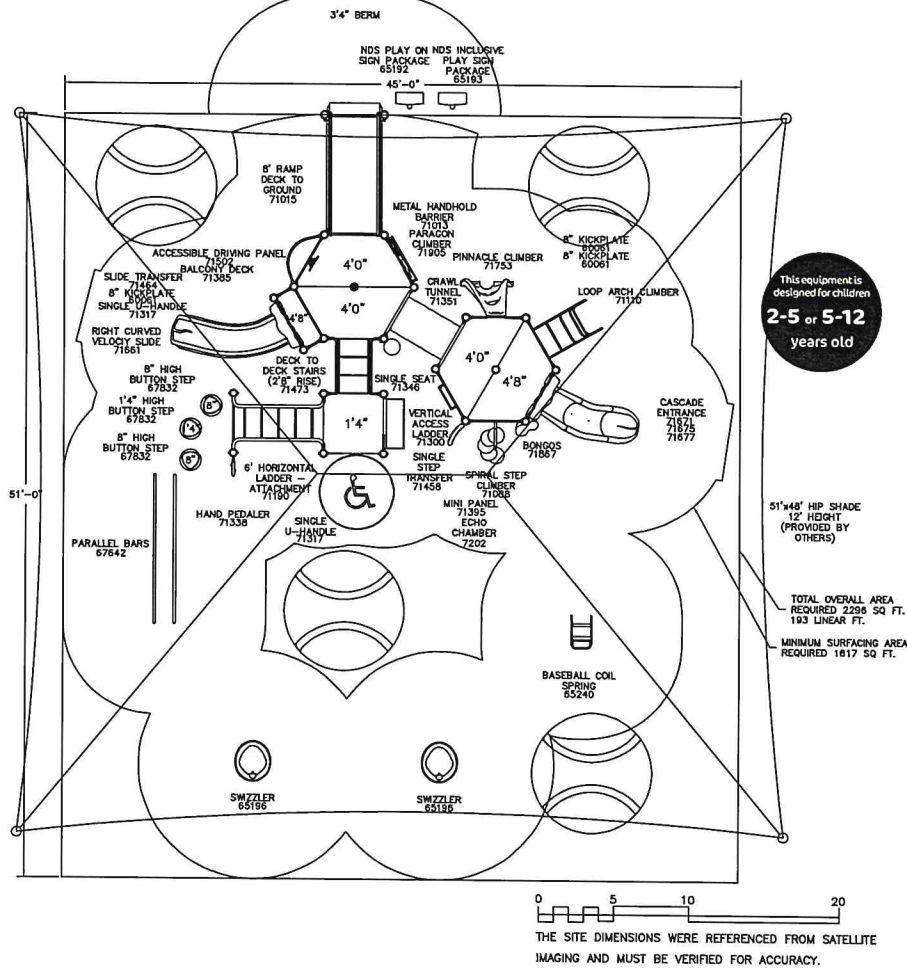 3'4" BERM
NDS PLAY ON
SIGN PACKAGE
65192
NDS INCLUSIVE
PLAY SIGN
PACKAGE
65193
45'-0"
8' RAMP
DECK TO
GROUND
71015
METAL HANDHOLD
BARRIER
71013
PARAGON
CLIMBER
71905
8" KICKPLATE
60061
8" KICKPLATE
60061
ACCESSIBLE DRIVING PANEL
71502
BALCONY DECK
71385
PINNACLE CLIMBER
71753
SLIDE TRANSFER
71464
8" KICKPLATE
60061
SINGLE U-HANDLE
71317
CRAWL
TUNNEL
71351
LOOP ARCH CLIMBER
71110
This equipment is
designed for children
2-5 or 5-12
years old
4'0"
4'0"
4'8"
4'0"
4'8"
RIGHT CURVED
VELOCIY SLIDE
71661
DECK TO
DECK STAIRS
(2'8" RISE)
71473
SINGLE SEAT
71346
8" HIGH
BUTTON STEP
67832
1'4" HIGH
BUTTON STEP
67832
8" HIGH
BUTTON STEP
67832
8"
'4"
8"
1'4"
VERTICAL
ACCESS
LADDER
71300
CASCADE
ENTRANCE
71671
71675
71677
BONGOS
71867
SINGLE
STEP
TRANSFER
71458
SPIRAL STEP
CLIMBER
71088
6' HORIZONTAL
LADDER -
ATTACHMENT
71190
MINI PANEL
71395
ECHO
CHAMBER
7202
HAND PEDALER
71338
SINGLE
U-HANDLE
71317
51'-0"
PARALLEL BARS
67642
51'x48' HIP SHADE
12' HEIGHT
(PROVIDED BY
OTHERS)
TOTAL OVERALL AREA
REQUIRED 2296 SQ FT.
193 LINEAR FT.
MINIMUM SURFACING AREA
REQUIRED 1617 SQ FT.
BASEBALL COIL
SPRING
65240
SWIZZLER
65196
SWIZZLER
65196
0 5 10 20
THE SITE DIMENSIONS WERE REFERENCED FROM SATELLITE
IMAGING AND MUST BE VERIFIED FOR ACCURACY.